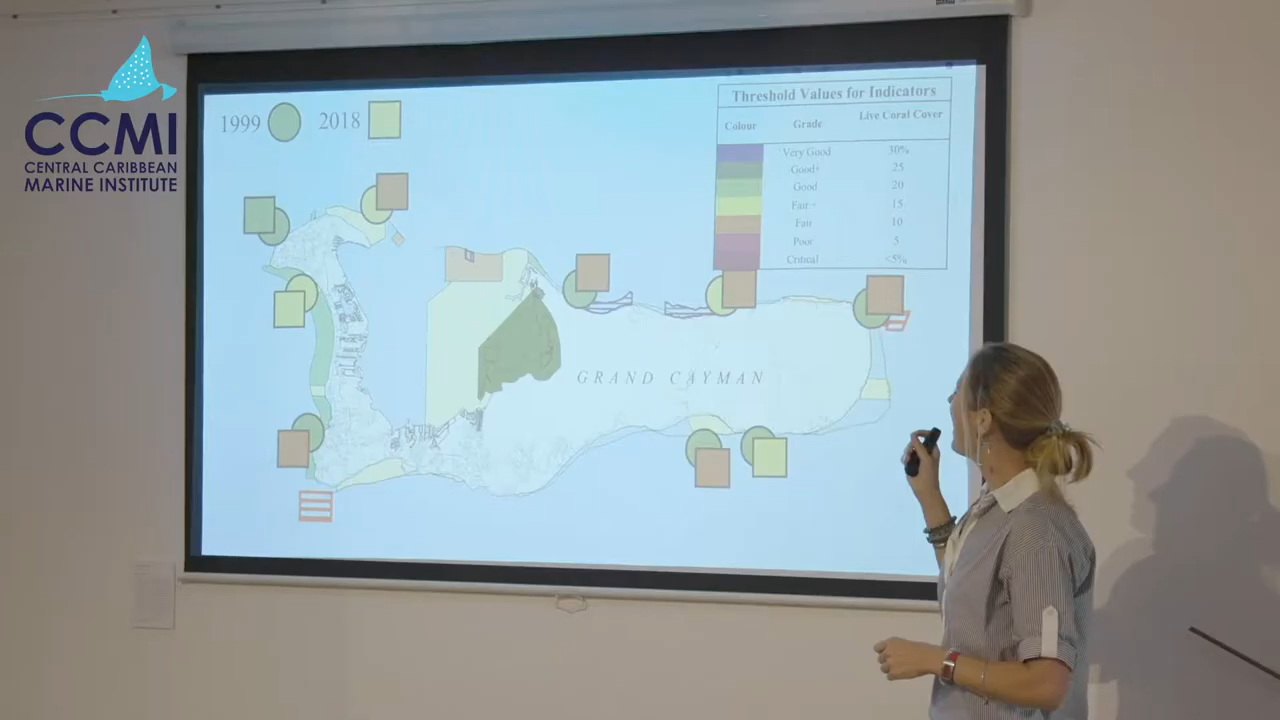 CCMI
CENTRAL CARIBBEAN
MARINE INSTITUTE
1999 2018
Threshold Values for Indicators
Colour Grade Live Coral Cover
Very Good 30%
Good+ 25
Good 20
Fair+ 15
Fair 10
Poor 5
Critical <5%
GRAND CAYMAN